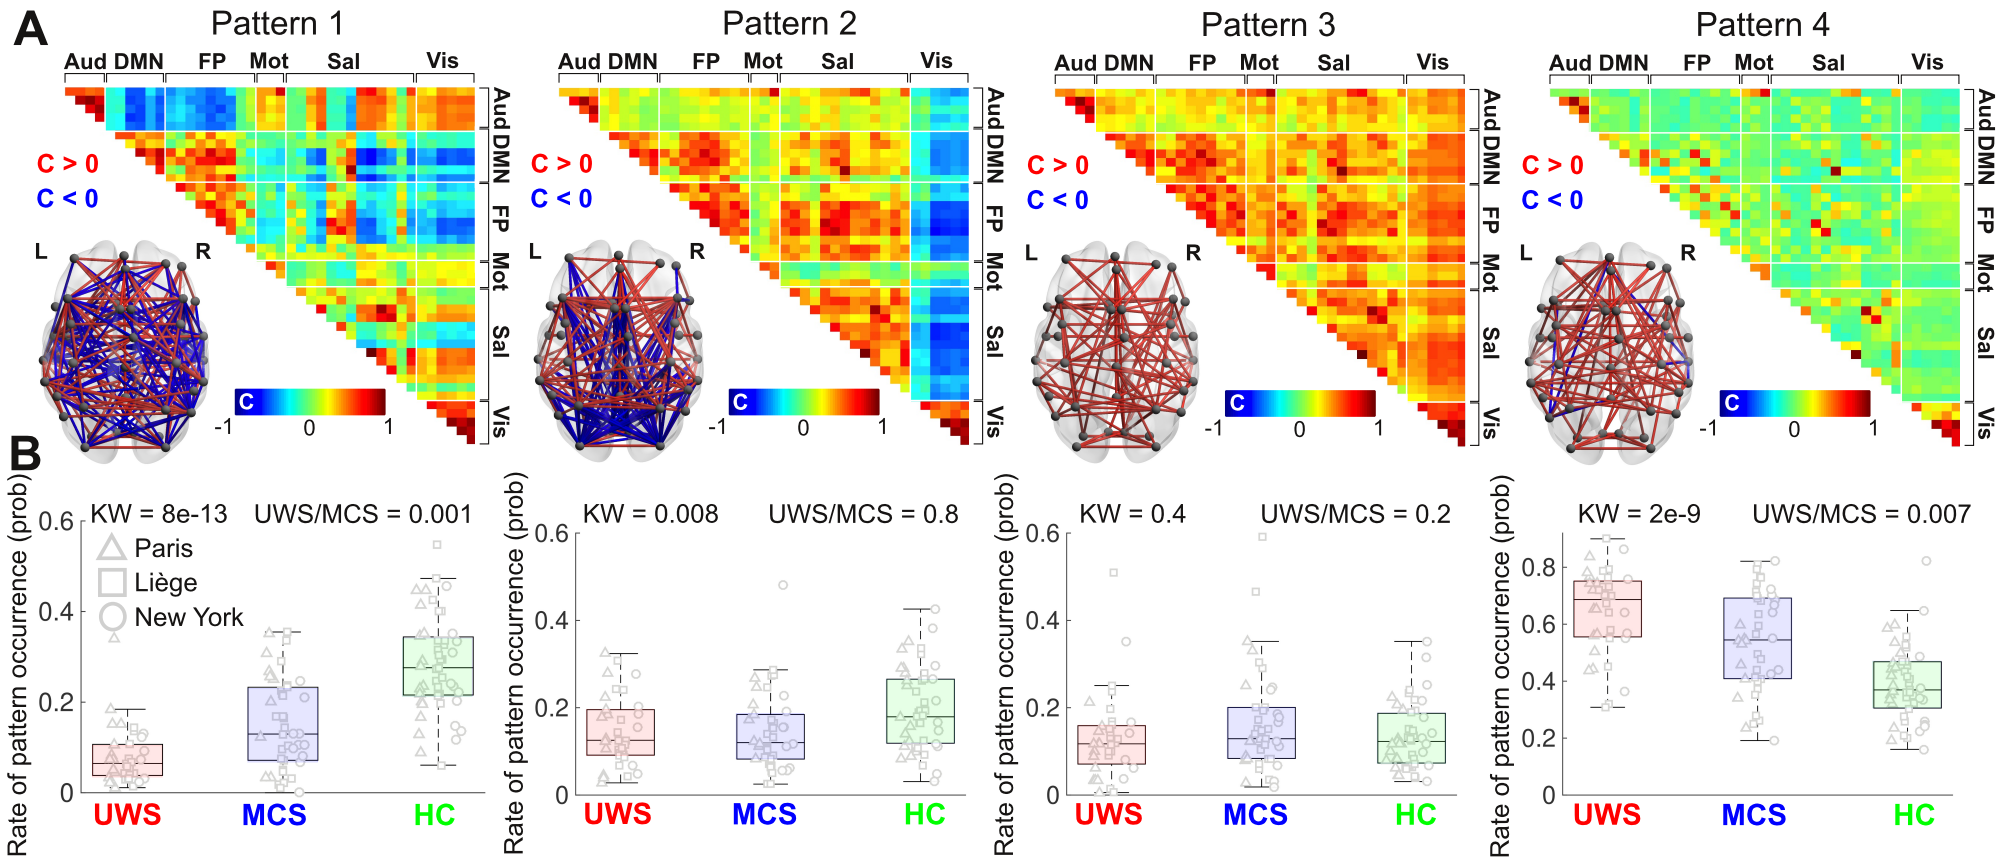 A
Pattern 1
Pattern 2
Pattern 3
Pattern 4
Aud DMN FP Mot Sal Vis
Aud DMN FP Mot Sal Vis
Aud DMN FP Mot Sal Vis
Aud DMN FP Mot Sal Vis
Aud DMN FP Mot Sal Vis
C > 0
C < 0
L R
C
-1 0 1
Aud DMN FP Mot Sal Vis
C > 0
C < 0
L R
C
-1 0 1
Aud DMN FP Mot Sal Vis
C > 0
C < 0
L R
C
-1 0 1
Aud DMN FP Mot Sal Vis
C > 0
C < 0
L R
C
-1 0 1
B
Rate of pattern occurrence (prob)
KW = 8e-13 UWS/MCS = 0.001
Paris
Liège
New York
0.6
0.4
0.2
0
UWS MCS HC
Rate of pattern occurrence (prob)
KW = 0.008 UWS/MCS = 0.8
0.6
0.4
0.2
0
UWS MCS HC
Rate of pattern occurrence (prob)
KW = 0.4 UWS/MCS = 0.2
0.6
0.4
0.2
0
UWS MCS HC
Rate of pattern occurrence (prob)
KW = 2e-9 UWS/MCS = 0.007
0.8
0.6
0.4
0.2
0
UWS MCS HC